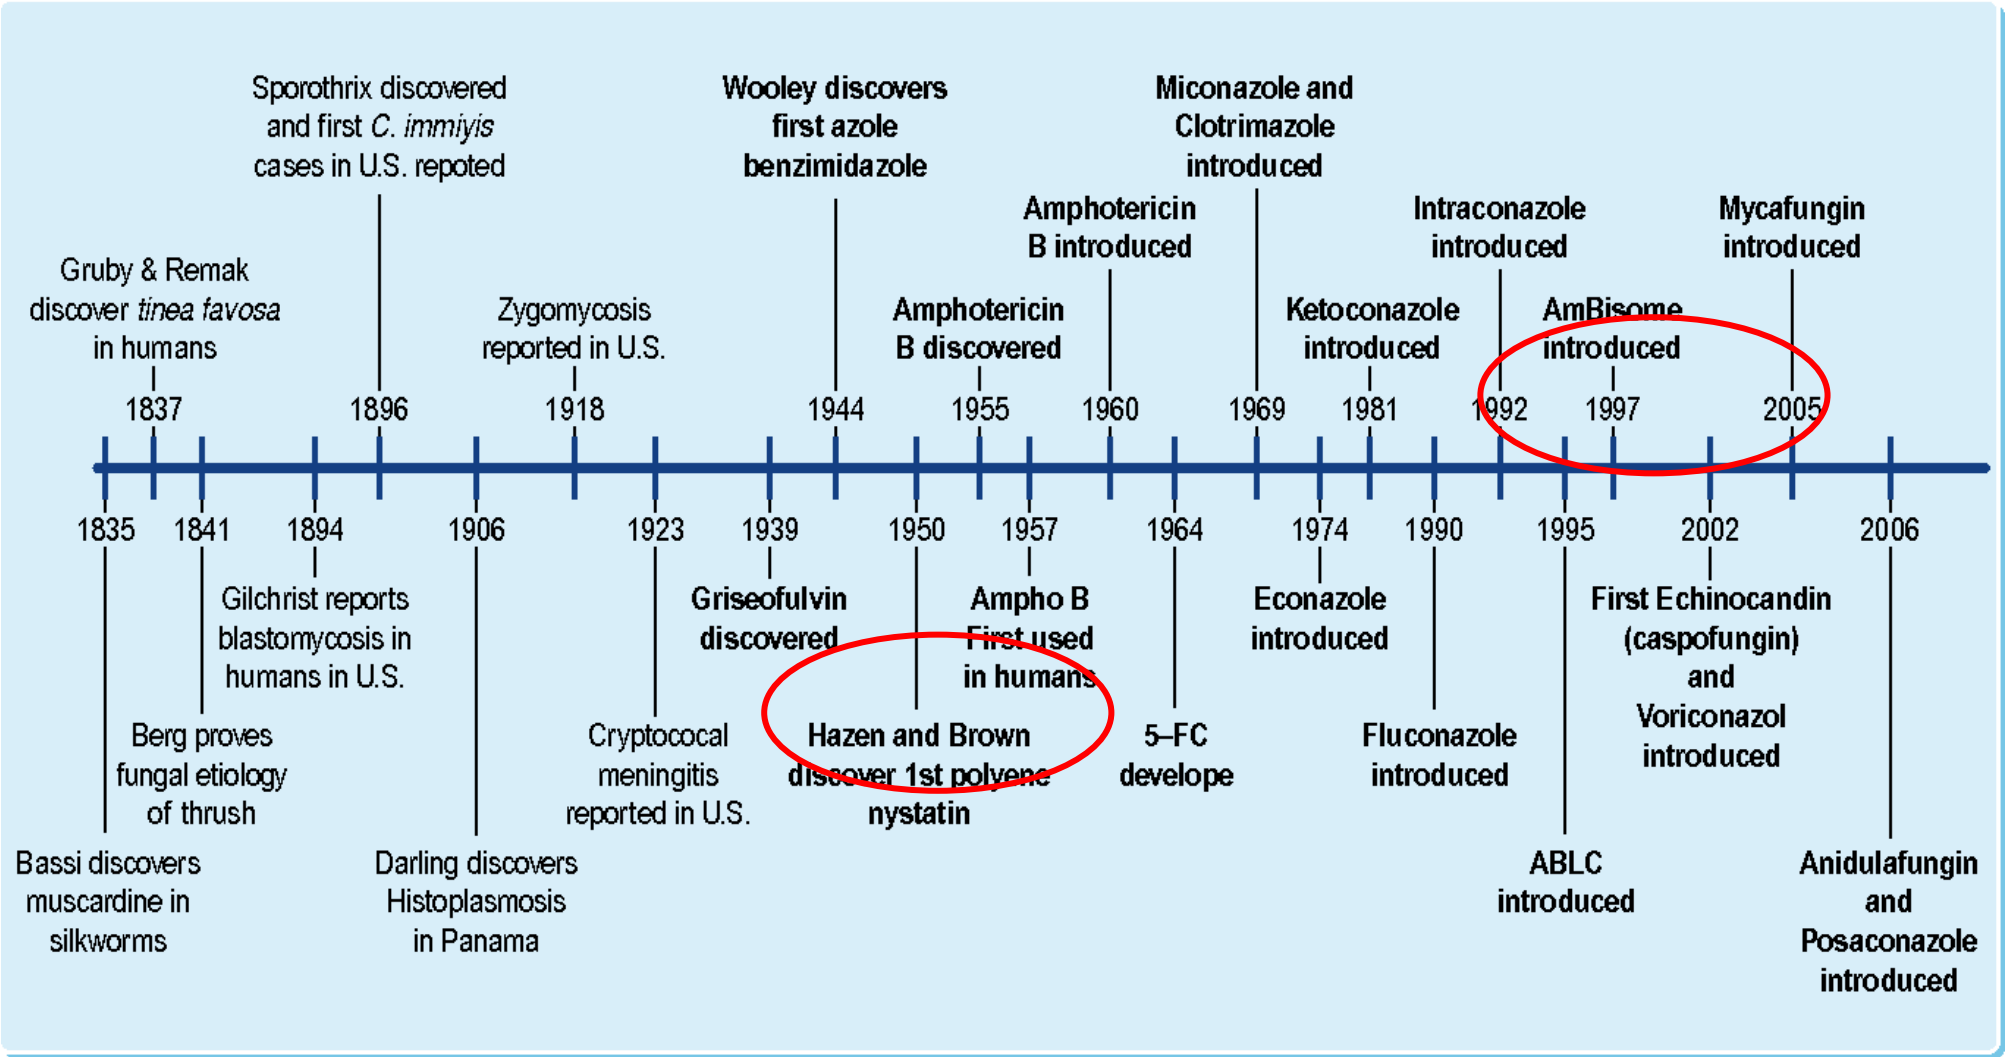 Sporothrix discovered
and first C. immiyis
cases in U.S. repoted
Wooley discovers
first azole
benzimidazole
Miconazole and
Clotrimazole
introduced
Amphotericin
B introduced
Intraconazole
introduced
Mycafungin
introduced
Gruby & Remak
discover tinea favosa
in humans
Zygomycosis
reported in U.S.
Amphotericin
B discovered
Ketoconazole
introduced
AmBisome
introduced
1837
1896
1918
1944
1955
1960
1969
1981
1992
1997
2005
1835
1841
1894
1906
1923
1939
1950
1957
1964
1974
1990
1995
2002
2006
Gilchrist reports
blastomycosis in
humans in U.S.
Griseofulvin
discovered
Ampho B
First used
in humans
Econazole
introduced
First Echinocandin
(caspofungin)
and
Voriconazol
introduced
Berg proves
fungal etiology
of thrush
Cryptococal
meningitis
reported in U.S.
Hazen and Brown
discover 1st polyene
nystatin
5–FC
develope
Fluconazole
introduced
Bassi discovers
muscardine in
silkworms
Darling discovers
Histoplasmosis
in Panama
ABLC
introduced
Anidulafungin
and
Posaconazole
introduced